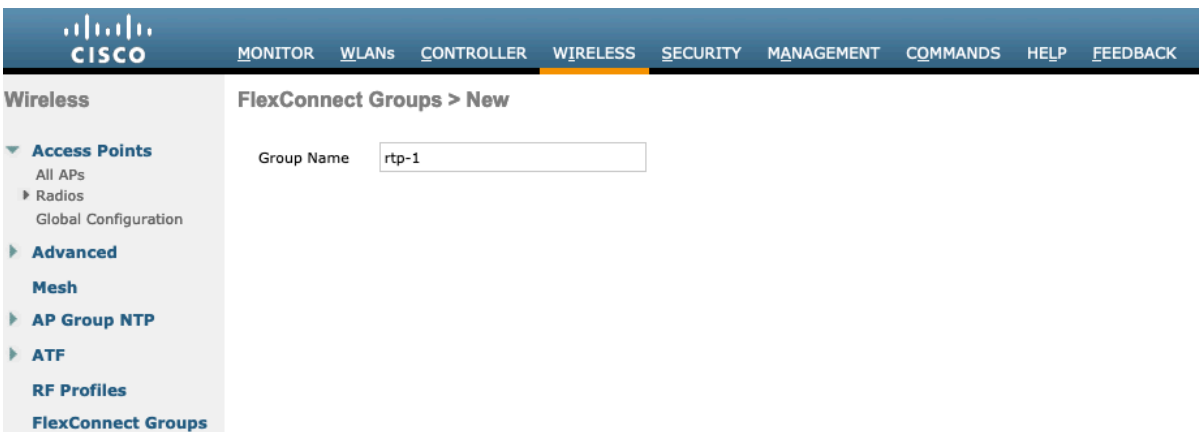 CISCO
MONITOR WLANs CONTROLLER WIRELESS SECURITY MANAGEMENT COMMANDS HELP FEEDBACK
Wireless
Access Points
All APs
Radios
Global Configuration
Advanced
Mesh
AP Group NTP
ATF
RF Profiles
FlexConnect Groups
FlexConnect Groups > New
Group Name rtp-1